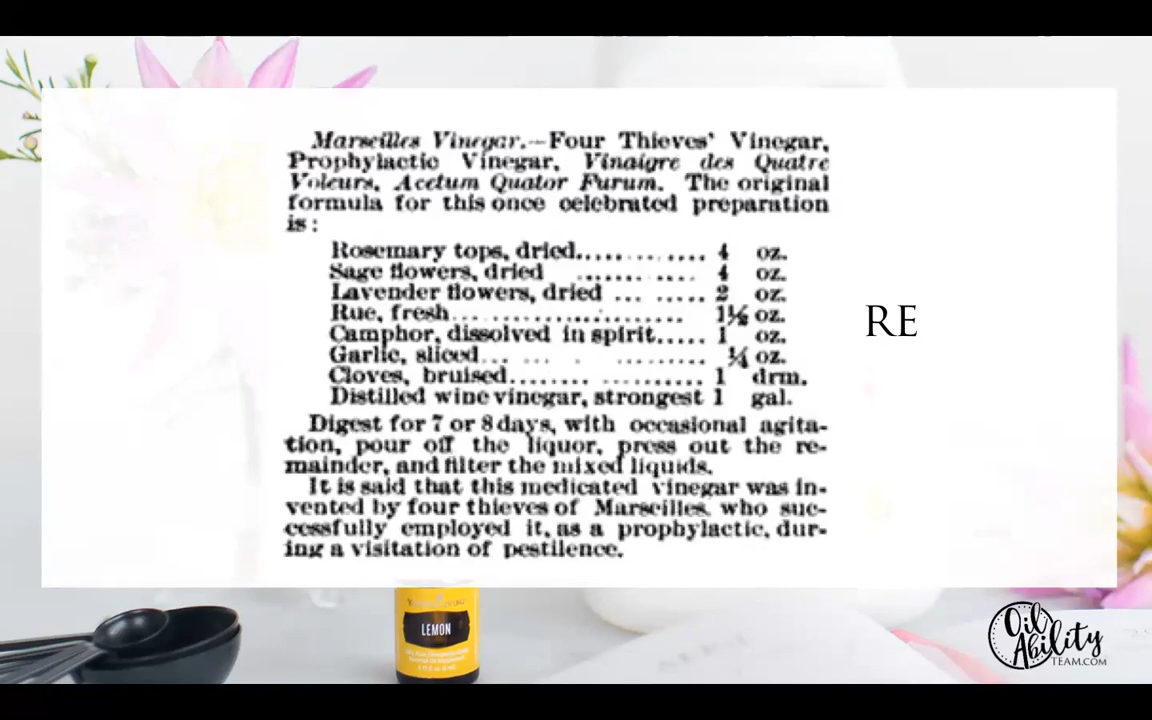 Marseilles Vinegar.—Four Thieves' Vinegar,
Prophylactic Vinegar, Vinaigre des Quatre
Voleurs, Acetum Quator Furum. The original
formula for this once celebrated preparation
is:
Rosemary tops, dried.................... 4 oz.
Sage flowers, dried ............... 4 oz.
Lavender flowers, dried ... ...... 2 oz.
Rue, fresh............................ 1½ oz.
Camphor, dissolved in spirit..... 1 oz.
Garlic, sliced... ... . .......... ¼ oz.
Cloves, bruised........ ........... 1 drm.
Distilled wine vinegar, strongest 1 gal.
Digest for 7 or 8 days, with occasional agita-
tion, pour off the liquor, press out the re-
mainder, and filter the mixed liquids.
It is said that this medicated vinegar was in-
vented by four thieves of Marseilles, who suc-
cessfully employed it, as a prophylactic, dur-
ing a visitation of pestilence.
RE
YOUNG LIVING
LEMON
Oil
Ability
TEAM.COM